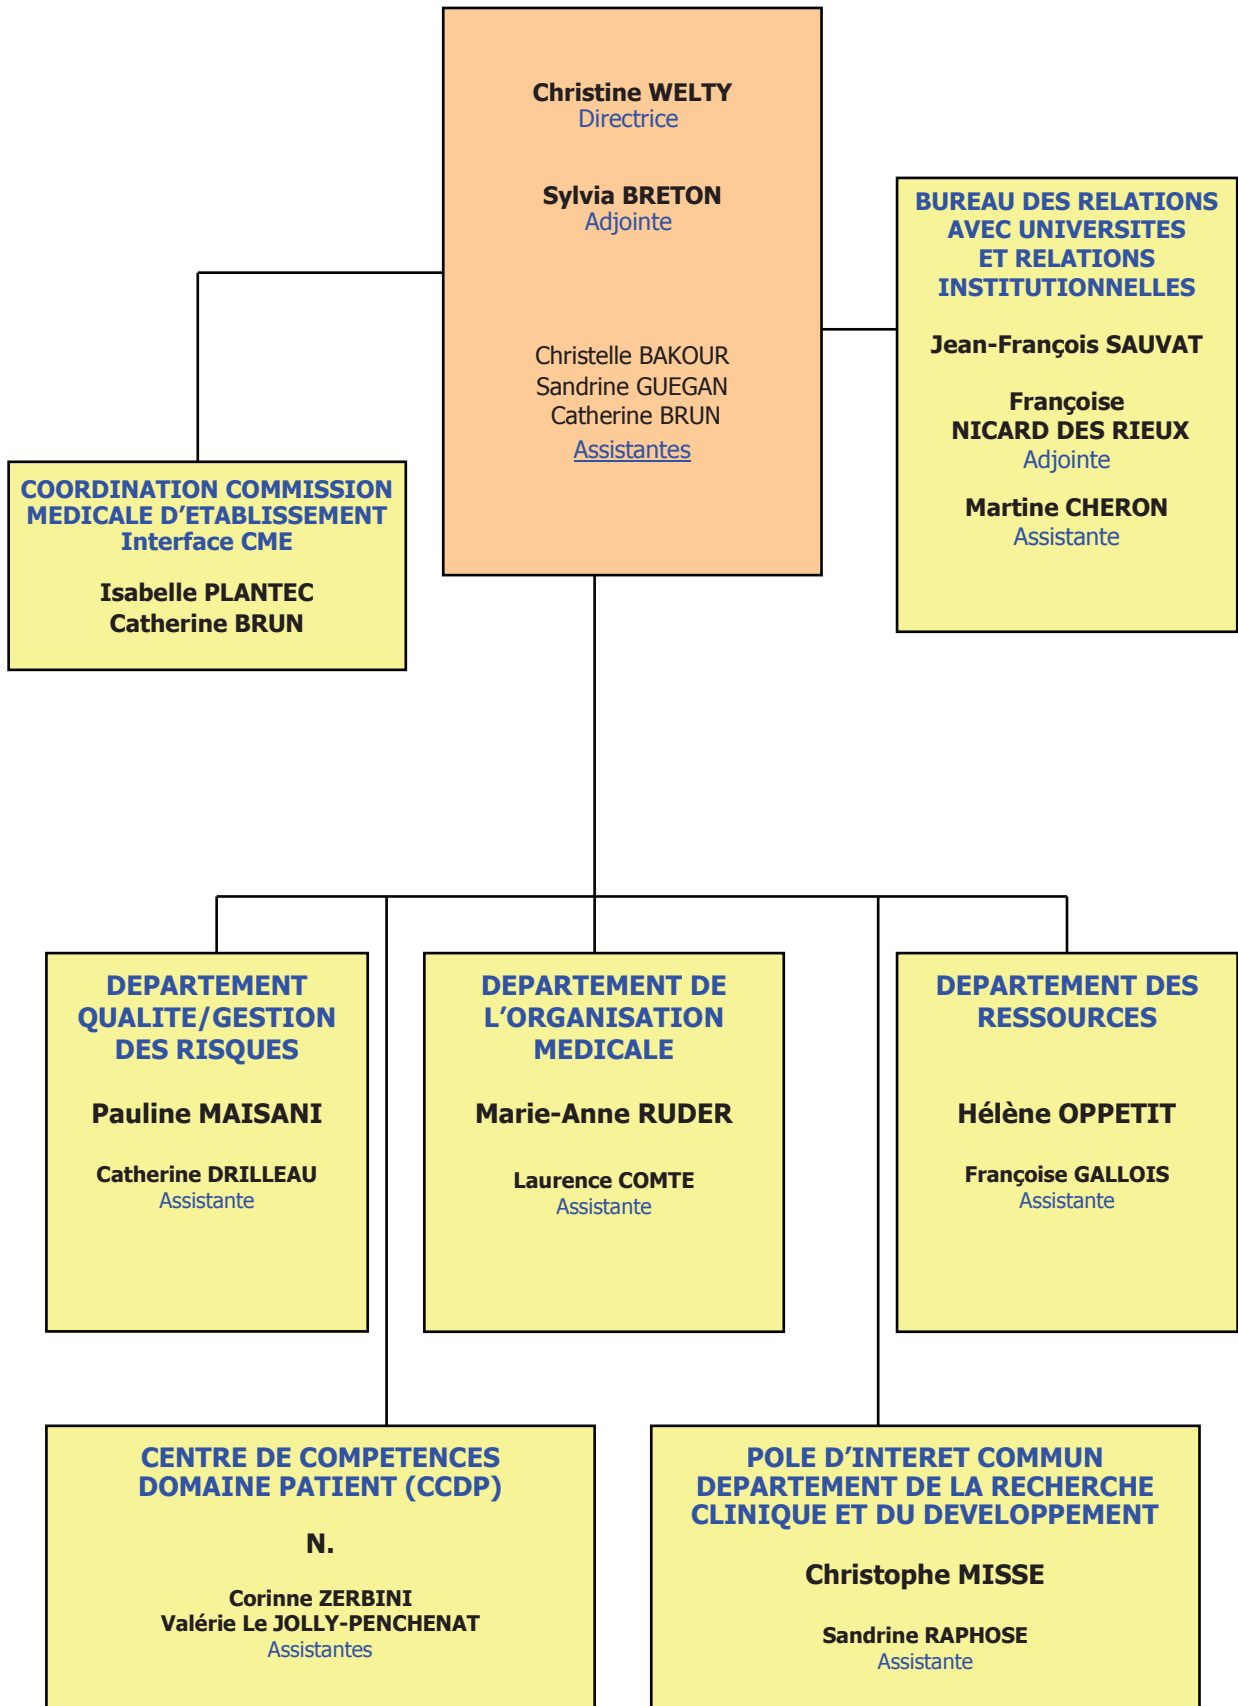 Christine WELTY
Directrice
Sylvia BRETON
Adjointe
Christelle BAKOUR
Sandrine GUEGAN
Catherine BRUN
Assistantes
BUREAU DES RELATIONS
AVEC UNIVERSITES
ET RELATIONS
INSTITUTIONNELLES
Jean-François SAUVAT
Françoise
NICARD DES RIEUX
Adjointe
Martine CHERON
Assistante
COORDINATION COMMISSION
MEDICALE D'ETABLISSEMENT
Interface CME
Isabelle PLANTEC
Catherine BRUN
DEPARTEMENT
QUALITE/GESTION
DES RISQUES
Pauline MAISANI
Catherine DRILLEAU
Assistante
DEPARTEMENT DE
L'ORGANISATION
MEDICALE
Marie-Anne RUDER
Laurence COMTE
Assistante
DEPARTEMENT DES
RESSOURCES
Hélène OPPETIT
Françoise GALLOIS
Assistante
CENTRE DE COMPETENCES
DOMAINE PATIENT (CCDP)
N.
Corinne ZERBINI
Valérie Le JOLLY-PENCHENAT
Assistantes
POLE D'INTERET COMMUN
DEPARTEMENT DE LA RECHERCHE
CLINIQUE ET DU DEVELOPPEMENT
Christophe MISSE
Sandrine RAPHOSE
Assistante